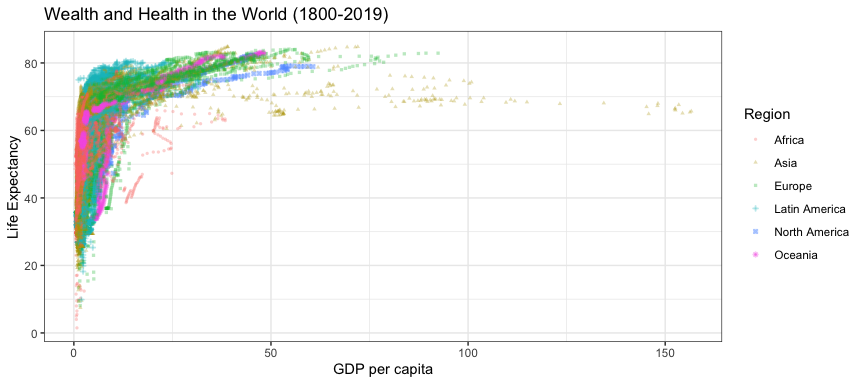 Wealth and Health in the World (1800-2019)
Life Expectancy
80
60
40
20
0
0 50 100 150
GDP per capita
Region
Africa
Asia
Europe
Latin America
North America
Oceania